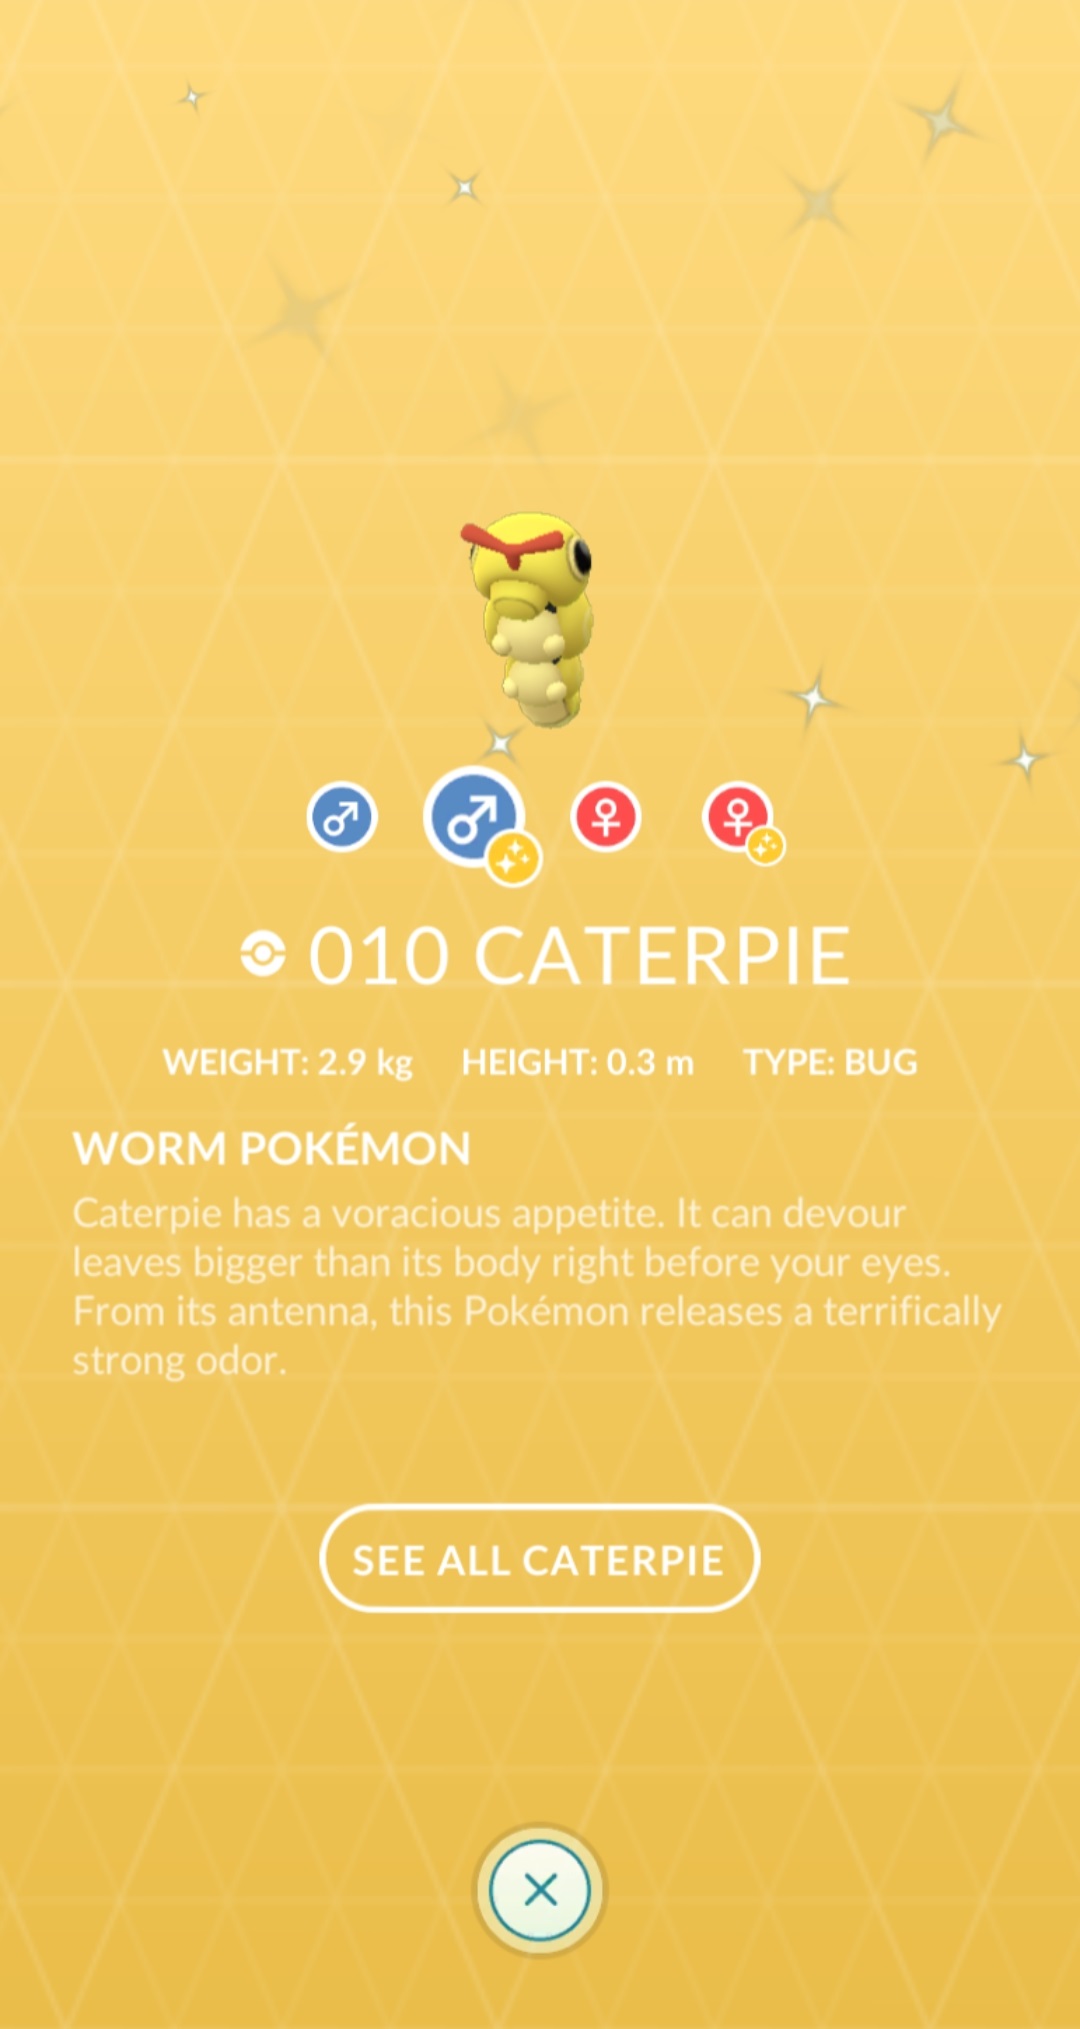 010 CATERPIE
WEIGHT: 2.9 kg HEIGHT: 0.3 m TYPE: BUG
WORM POKÉMON
Caterpie has a voracious appetite. It can devour
leaves bigger than its body right before your eyes.
From its antenna, this Pokémon releases a terrifically
strong odor.
SEE ALL CATERPIE